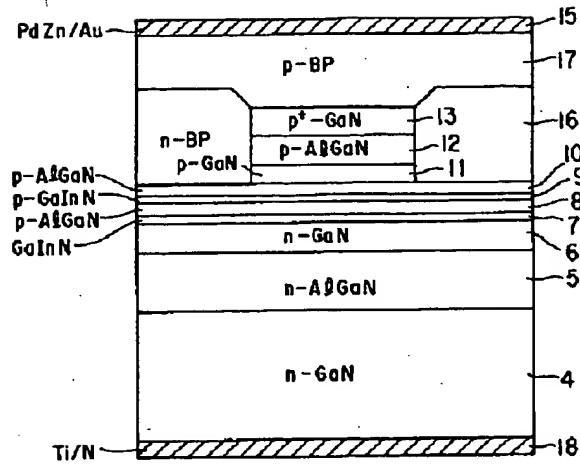 PdZn/Au
15
p-BP
17
p⁺-GaN
13
16
n-BP
p-AlGaN
12
p-GaN
11
10
p-AlGaN
9
p-GaInN
8
p-AlGaN
7
GaInN
n-GaN
6
5
n-AlGaN
n-GaN
4
Ti/N
18